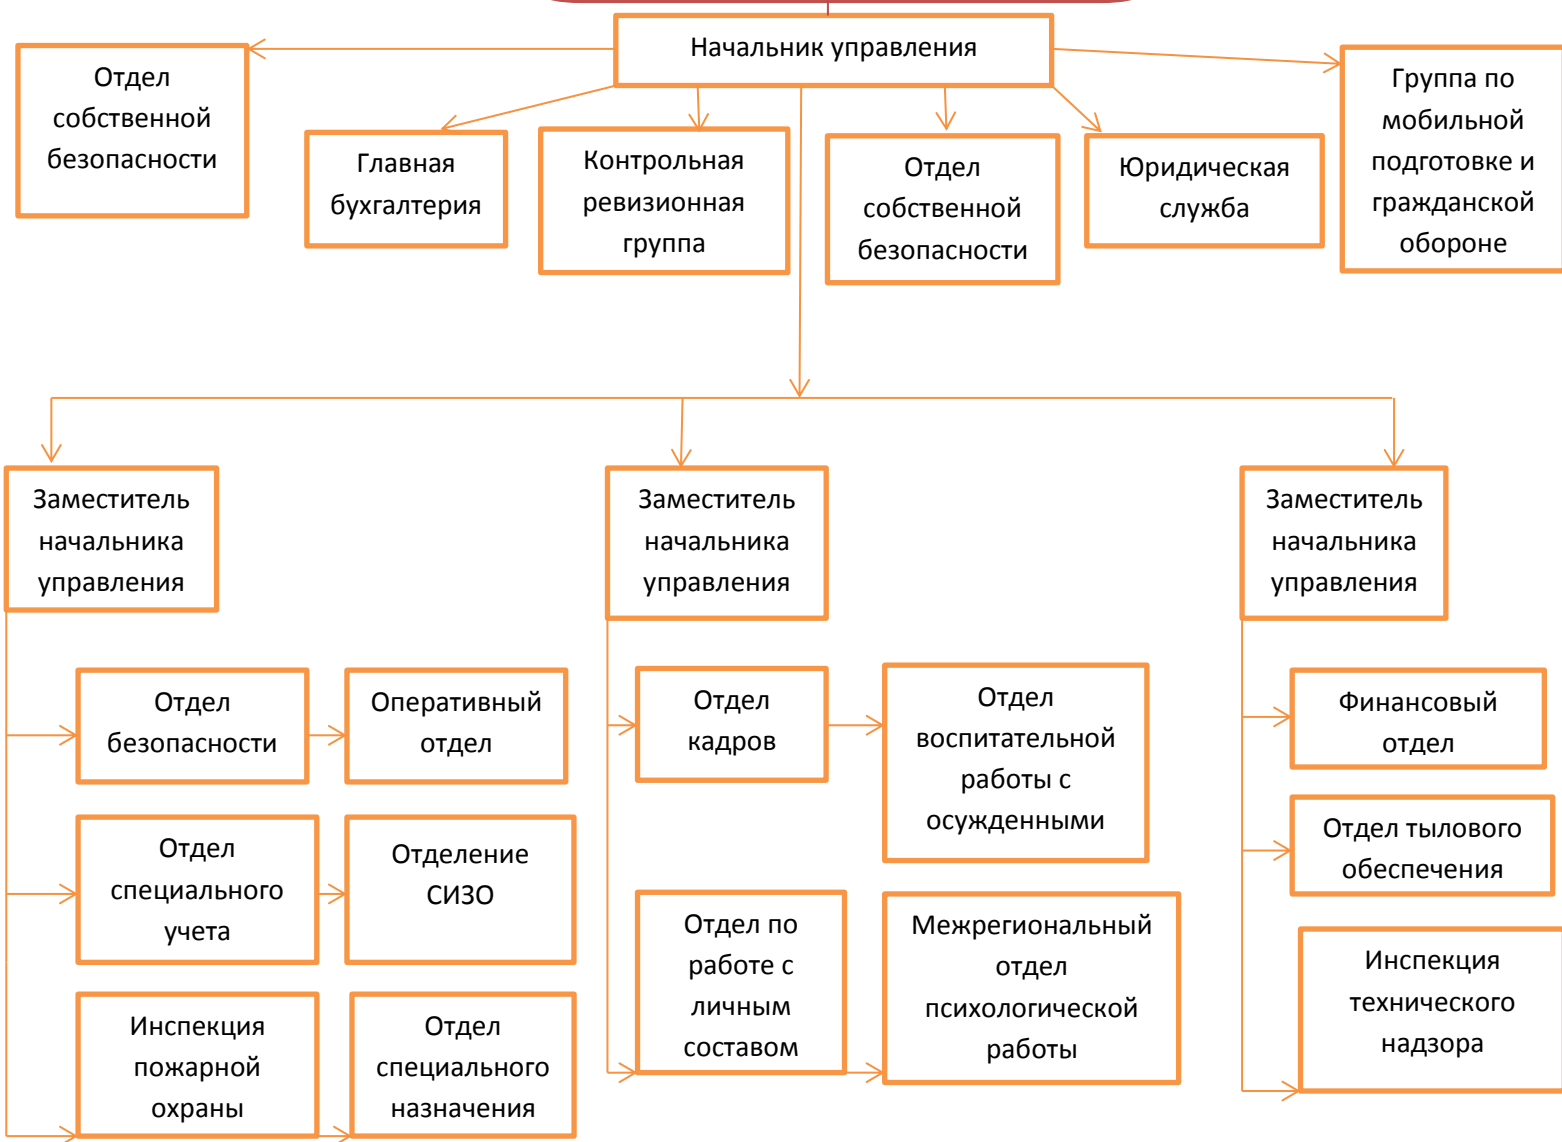 Начальник управления
Отдел
собственной
безопасности
Главная
бухгалтерия
Контрольная
ревизионная
группа
Отдел
собственной
безопасности
Юридическая
служба
Группа по
мобильной
подготовке и
гражданской
обороне
Заместитель
начальника
управления
Заместитель
начальника
управления
Заместитель
начальника
управления
Отдел
безопасности
Оперативный
отдел
Отдел
специального
учета
Отделение
СИЗО
Инспекция
пожарной
охраны
Отдел
специального
назначения
Отдел
кадров
Отдел
воспитательной
работы с
осужденными
Отдел по
работе с
личным
составом
Межрегиональный
отдел
психологической
работы
Финансовый
отдел
Отдел тылового
обеспечения
Инспекция
технического
надзора